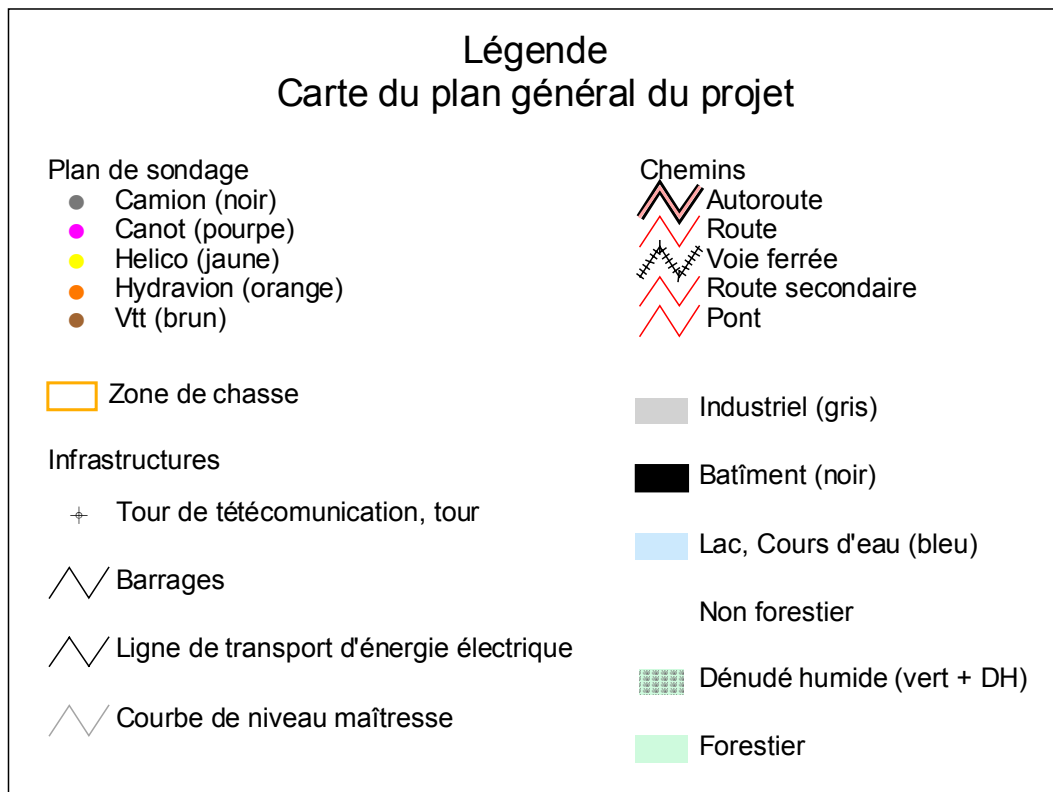 Légende
Carte du plan général du projet
Plan de sondage
Camion (noir)
Canot (pourpe)
Helico (jaune)
Hydravion (orange)
Vtt (brun)
Zone de chasse
Infrastructures
Tour de tétécomunication, tour
Barrages
Ligne de transport d'énergie électrique
Courbe de niveau maîtresse
Chemins
Autoroute
Route
Voie ferrée
Route secondaire
Pont
Industriel (gris)
Batîment (noir)
Lac, Cours d'eau (bleu)
Non forestier
Dénudé humide (vert + DH)
Forestier